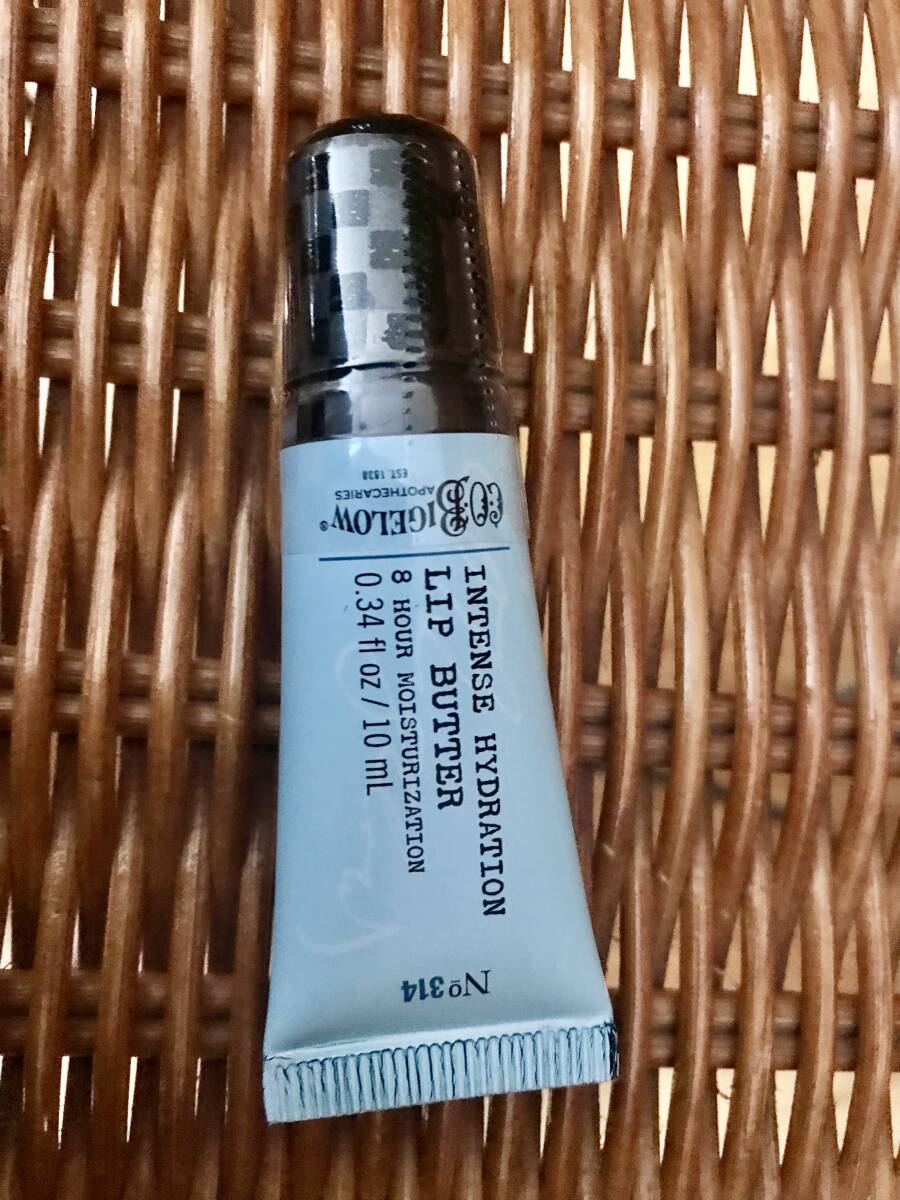 C.O.
BIGELOW®
APOTHECARIES
EST. 1838
INTENSE HYDRATION
LIP BUTTER
8 HOUR MOISTURIZATION
0.34 fl oz / 10 mL
Nº 314